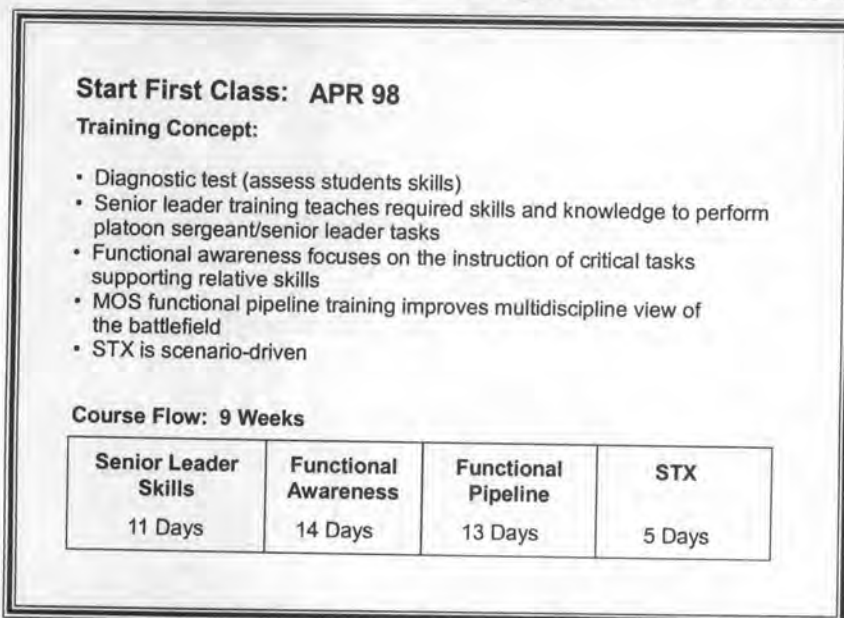 Start First Class: APR 98
Training Concept:
• Diagnostic test (assess students skills)
• Senior leader training teaches required skills and knowledge to perform
platoon sergeant/senior leader tasks
• Functional awareness focuses on the instruction of critical tasks
supporting relative skills
• MOS functional pipeline training improves multidiscipline view of
the battlefield
• STX is scenario-driven
Course Flow: 9 Weeks
Senior Leader
Skills
11 Days
Functional
Awareness
14 Days
Functional
Pipeline
13 Days
STX
5 Days